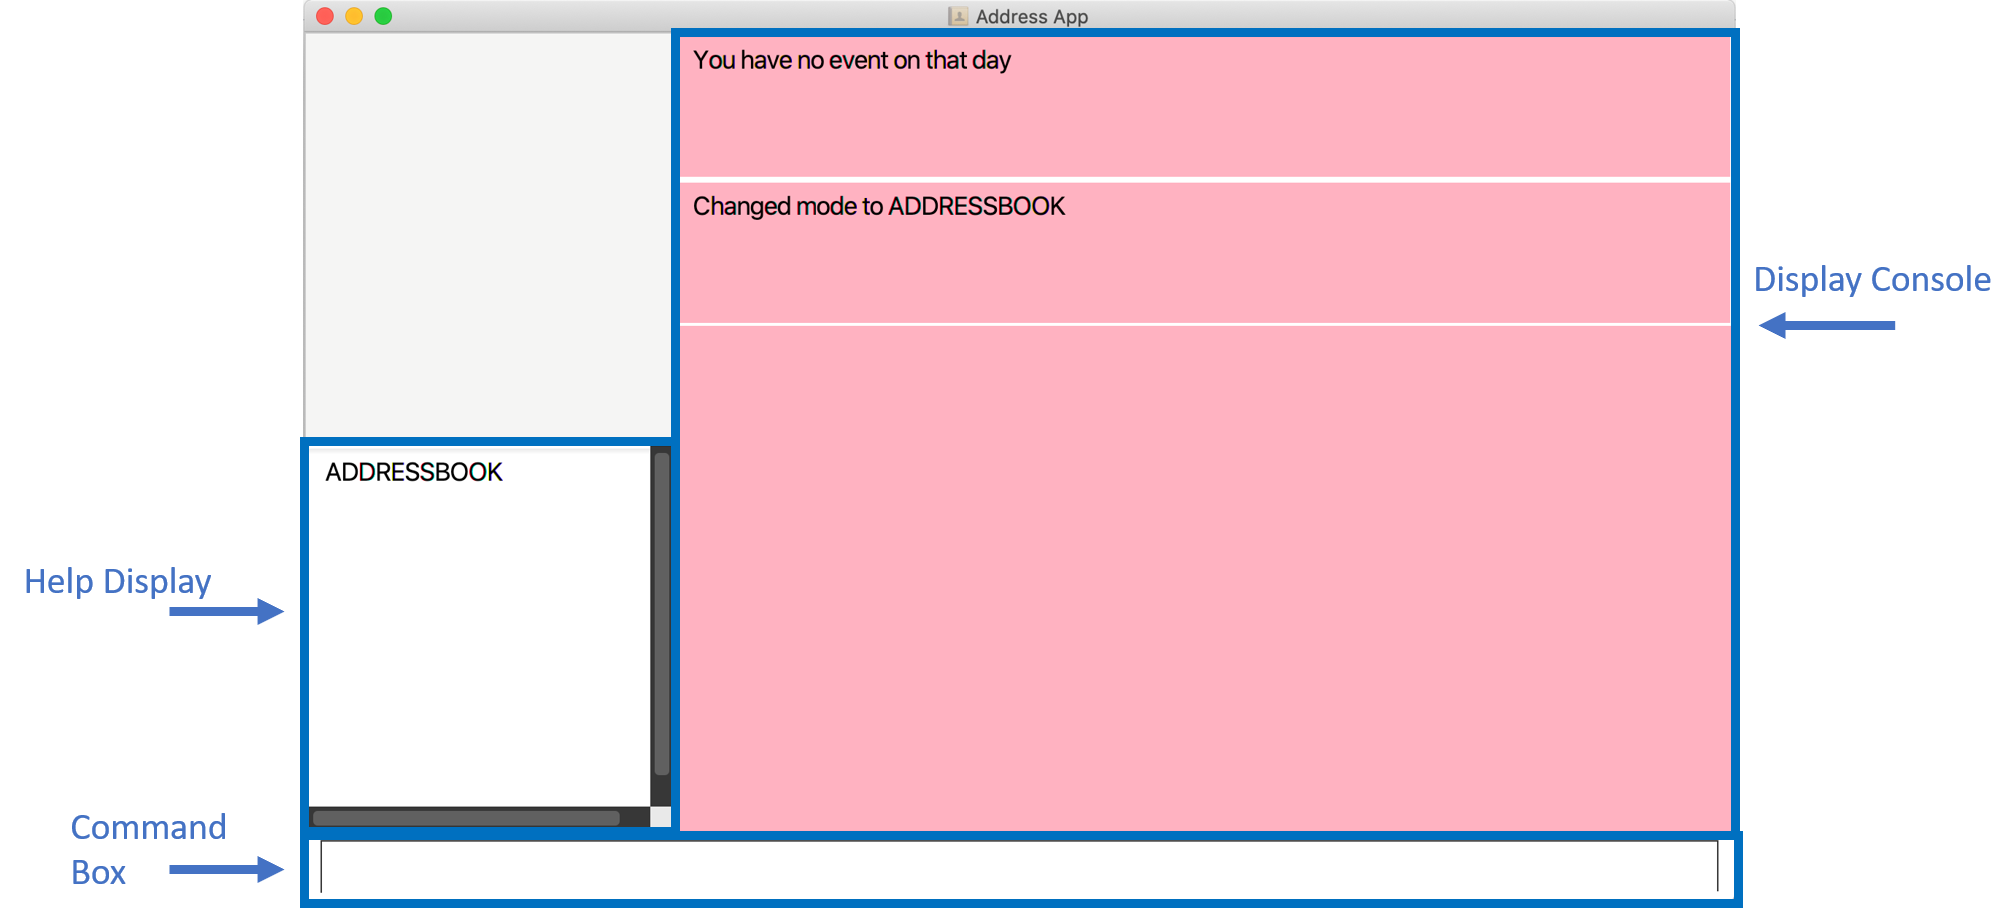 Address App
You have no event on that day
Changed mode to ADDRESSBOOK
Display Console
ADDRESSBOOK
Help Display
Command
Box